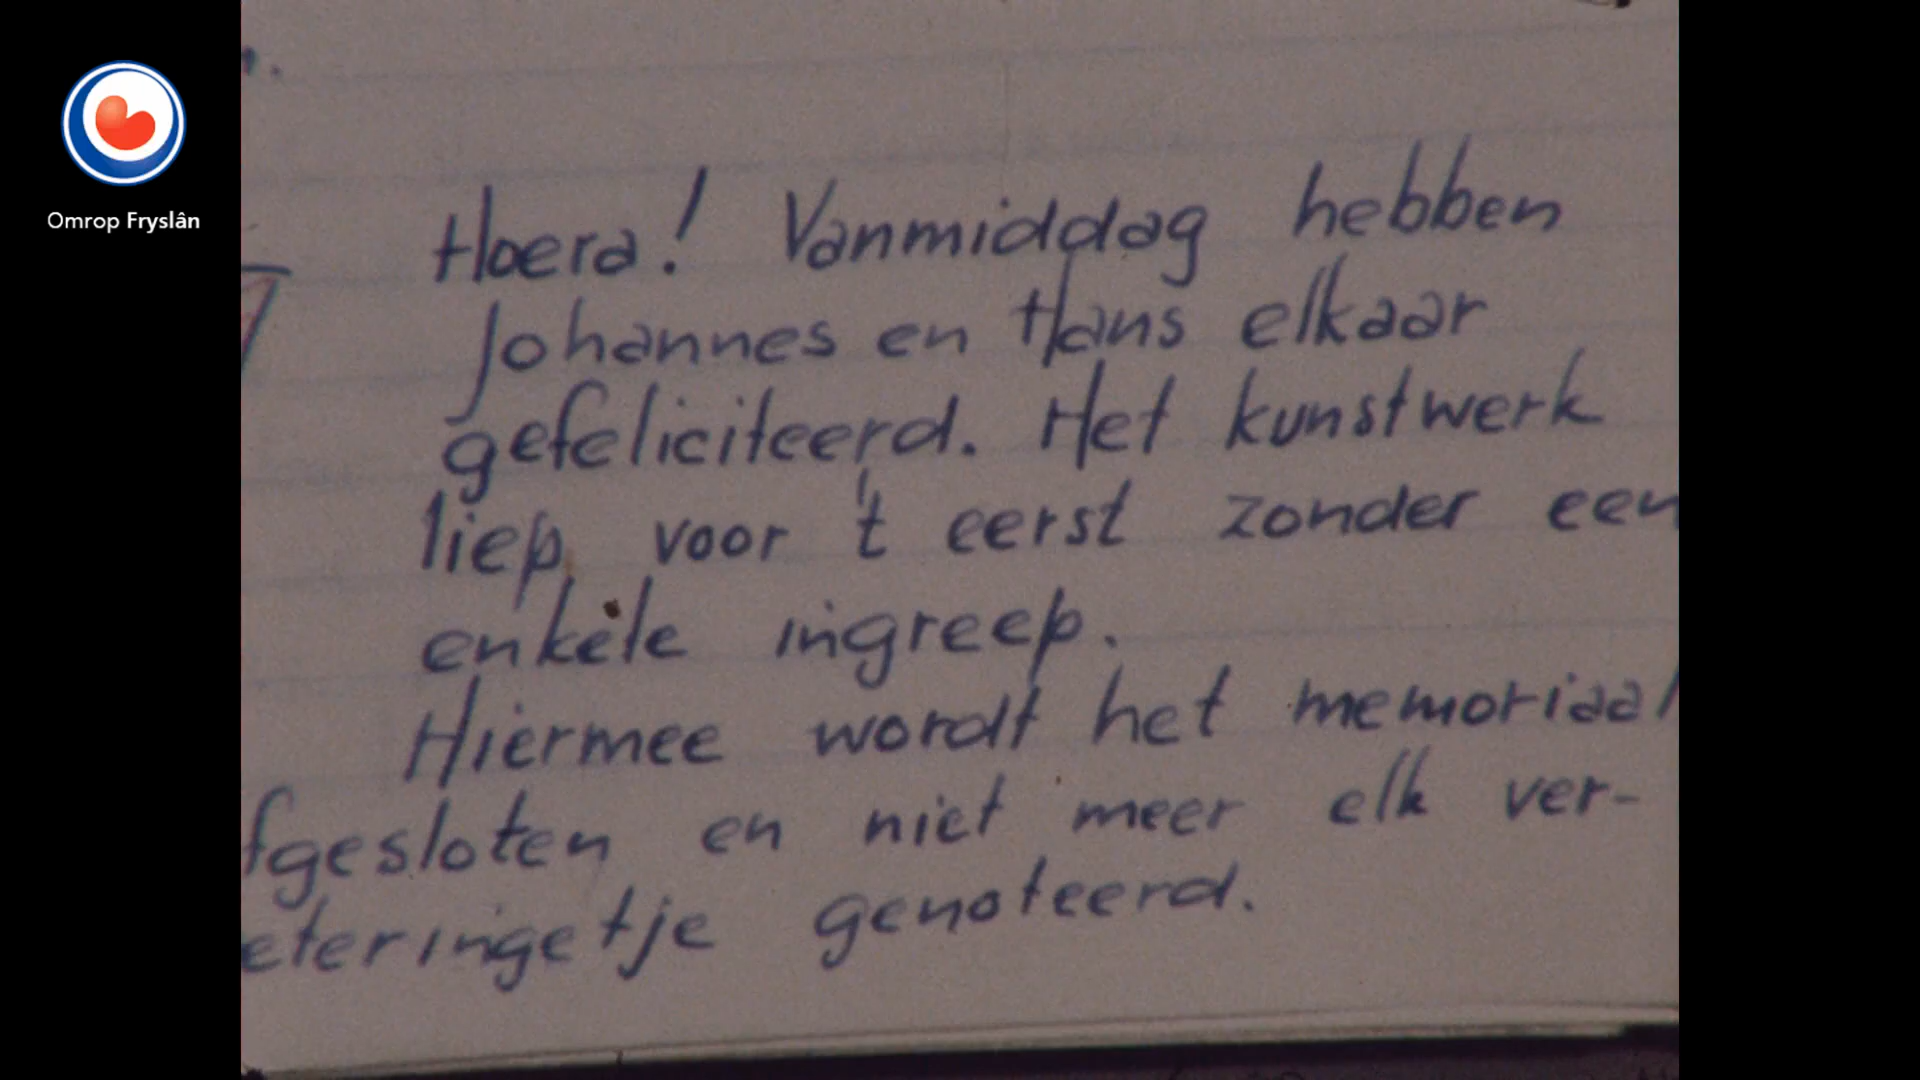 Omrop Fryslân
Hoera! Vanmiddag hebben
Johannes en Hans elkaar
gefeliciteerd. Het kunstwerk
liep voor 't eerst zonder een
enkele ingreep.
Hiermee wordt het memoriaal
fgesloten en niet meer elk ver-
eteringetje genoteerd.